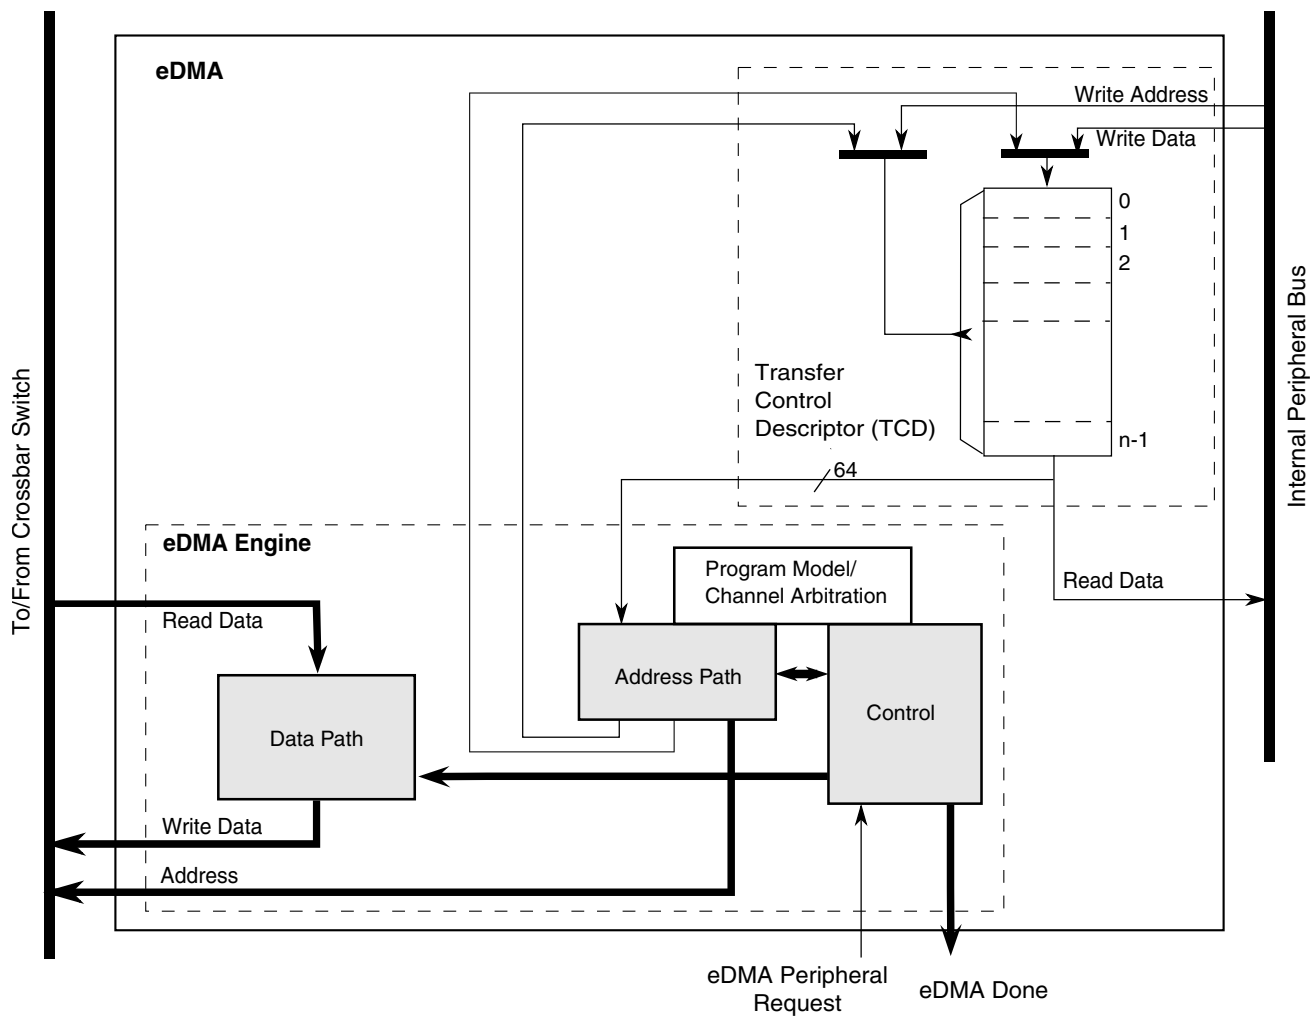 eDMA
Write Address
Write Data
0
1
2
n-1
Transfer
Control
Descriptor (TCD)
64
To/From Crossbar Switch
Internal Peripheral Bus
eDMA Engine
Program Model/
Channel Arbitration
Read Data
Read Data
Address Path
Control
Data Path
Write Data
Address
eDMA Peripheral
Request
eDMA Done